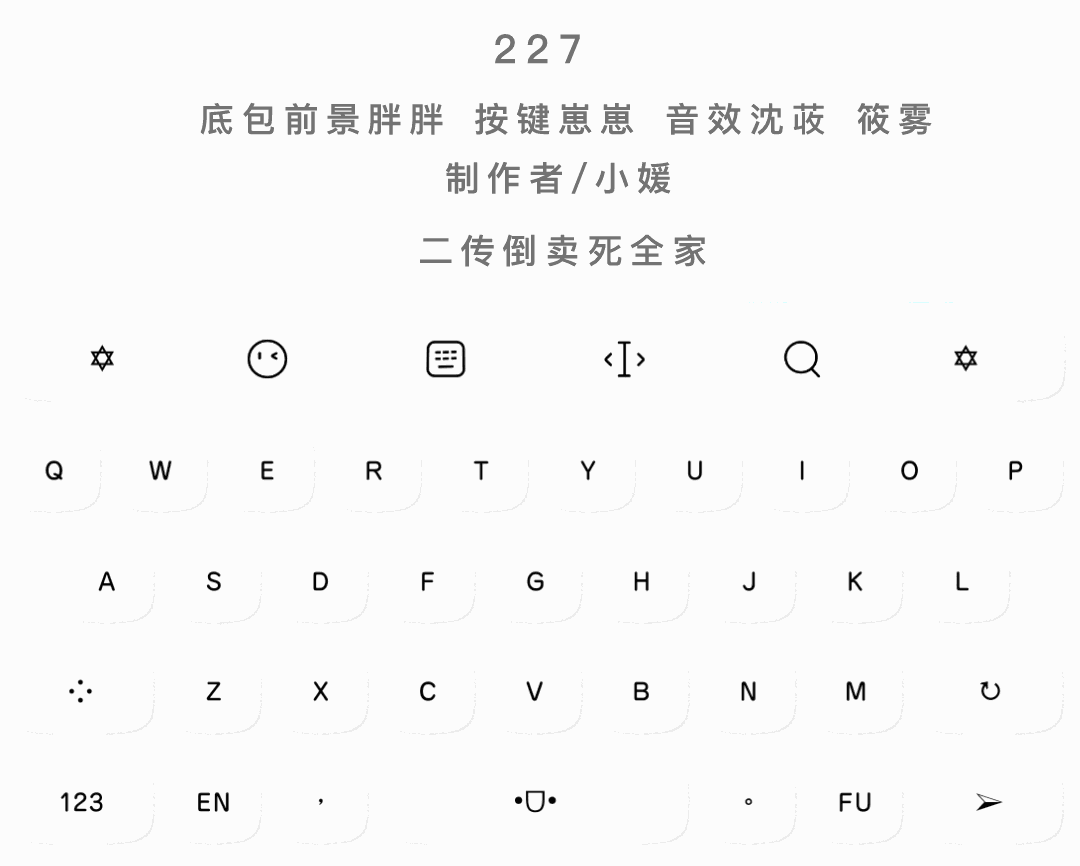 227
底包前景胖胖 按键崽崽 音效沈苃 筱雾
制作者/小媛
二传倒卖死全家
Q W E R T Y U I O P
A S D F G H J K L
Z X C V B N M
123 EN , 。 FU